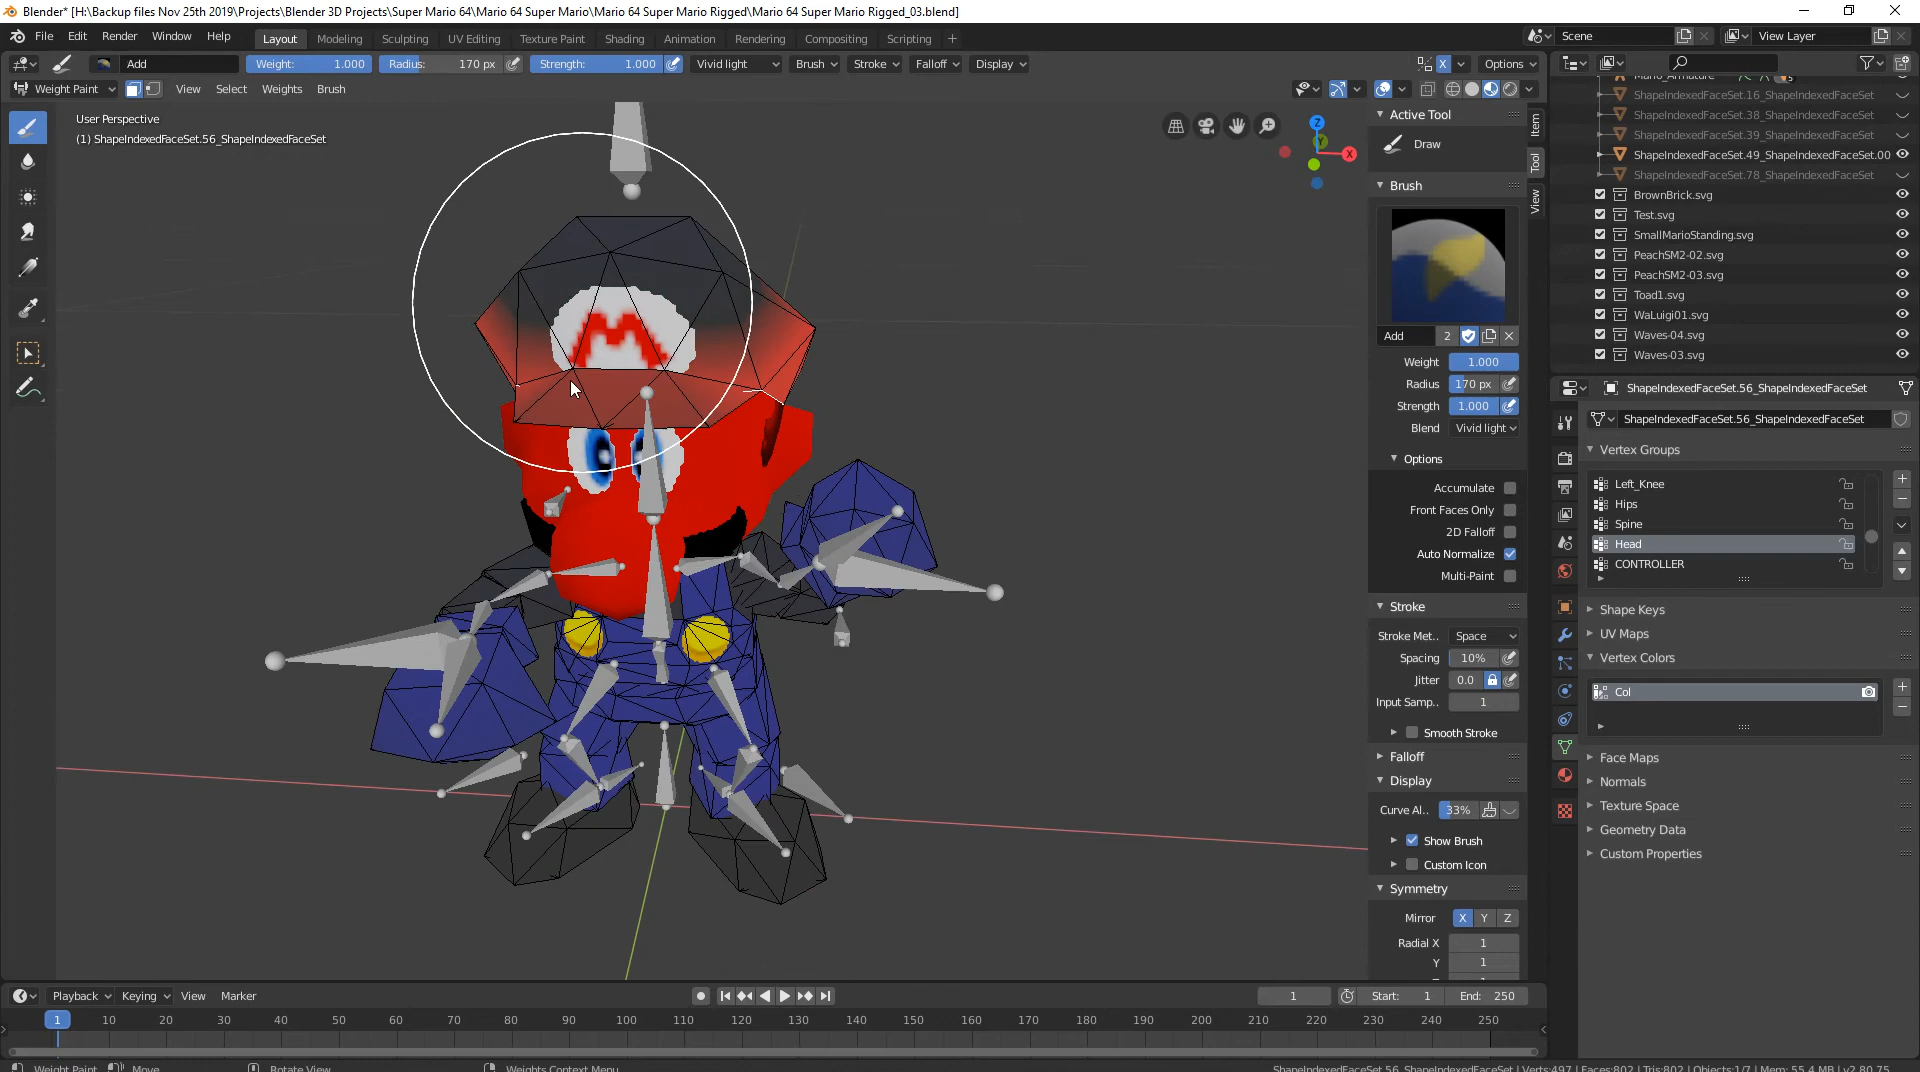 Blender* [H:\Backup files Nov 25th 2019\Projects\Blender 3D Projects\Super Mario 64\Mario 64 Super Mario\Mario 64 Super Mario Rigged\Mario 64 Super Mario Rigged_03.blend]
File Edit Render Window Help Layout Modeling Sculpting UV Editing Texture Paint Shading Animation Rendering Compositing Scripting + Scene View Layer
Add Weight: 1.000 Radius: 170 px Strength: 1.000 Vivid light Brush Stroke Falloff Display X Options
Weight Paint View Select Weights Brush
User Perspective
(1) ShapeIndexedFaceSet.56_ShapeIndexedFaceSet
Z
Y
X
M
Item
Tool
View
Active Tool
Draw
Brush
Add 2
Weight 1.000
Radius 170 px
Strength 1.000
Blend Vivid light
Options
Accumulate
Front Faces Only
2D Falloff
Auto Normalize
Multi-Paint
Stroke
Stroke Met.. Space
Spacing 10%
Jitter 0.0
Input Samp.. 1
Smooth Stroke
Falloff
Display
Curve Al.. 33%
Show Brush
Custom Icon
Symmetry
Mirror X Y Z
Radial X 1
Y 1
Mario_Armature 5
ShapeIndexedFaceSet.16_ShapeIndexedFaceSet
ShapeIndexedFaceSet.38_ShapeIndexedFaceSet
ShapeIndexedFaceSet.39_ShapeIndexedFaceSet
ShapeIndexedFaceSet.49_ShapeIndexedFaceSet.00
ShapeIndexedFaceSet.78_ShapeIndexedFaceSet
BrownBrick.svg
Test.svg
SmallMarioStanding.svg
PeachSM2-02.svg
PeachSM2-03.svg
Toad1.svg
WaLuigi01.svg
Waves-04.svg
Waves-03.svg
ShapeIndexedFaceSet.56_ShapeIndexedFaceSet
ShapeIndexedFaceSet.56_ShapeIndexedFaceSet
Vertex Groups
Left_Knee
Hips
Spine
Head
CONTROLLER
Shape Keys
UV Maps
Vertex Colors
Col
Face Maps
Normals
Texture Space
Geometry Data
Custom Properties
Playback Keying View Marker 1 Start: 1 End: 250
1 10 20 30 40 50 60 70 80 90 100 110 120 130 140 150 160 170 180 190 200 210 220 230 240 250
Weight Paint Move Rotate View Weights Context Menu ShapeIndexedFaceSet.56_ShapeIndexedFaceSet | Verts:497 | Faces:802 | Tris:802 | Objects:1/7 | Mem: 55.4 MB | v2.80.75